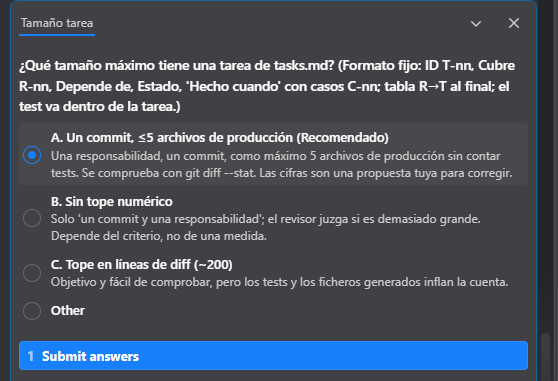 Tamaño tarea
¿Qué tamaño máximo tiene una tarea de tasks.md? (Formato fijo: ID T-nn, Cubre
R-nn, Depende de, Estado, 'Hecho cuando' con casos C-nn; tabla R→T al final; el
test va dentro de la tarea.)
A. Un commit, ≤5 archivos de producción (Recomendado)
Una responsabilidad, un commit, como máximo 5 archivos de producción sin contar
tests. Se comprueba con git diff --stat. Las cifras son una propuesta tuya para corregir.
B. Sin tope numérico
Solo 'un commit y una responsabilidad'; el revisor juzga si es demasiado grande.
Depende del criterio, no de una medida.
C. Tope en líneas de diff (~200)
Objetivo y fácil de comprobar, pero los tests y los ficheros generados inflan la cuenta.
Other
1 Submit answers